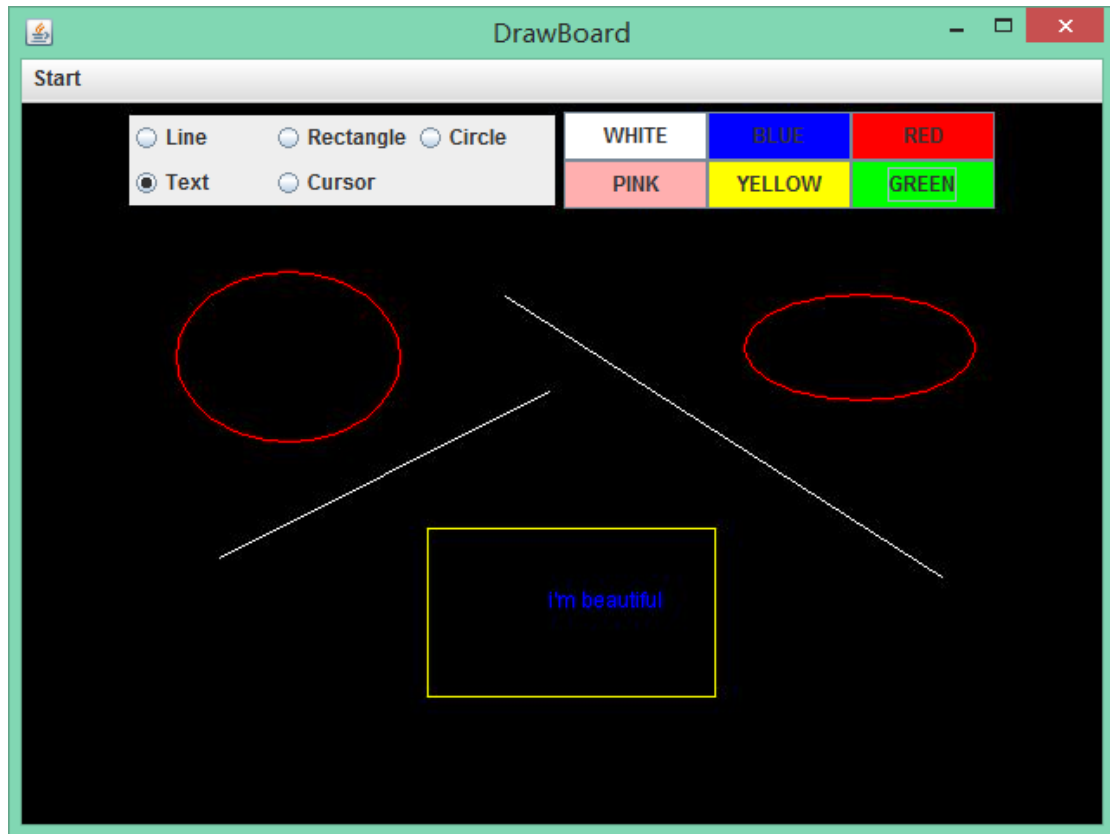 DrawBoard
Start
Line Rectangle Circle
Text Cursor
WHITE BLUE RED
PINK YELLOW GREEN
i'm beautiful